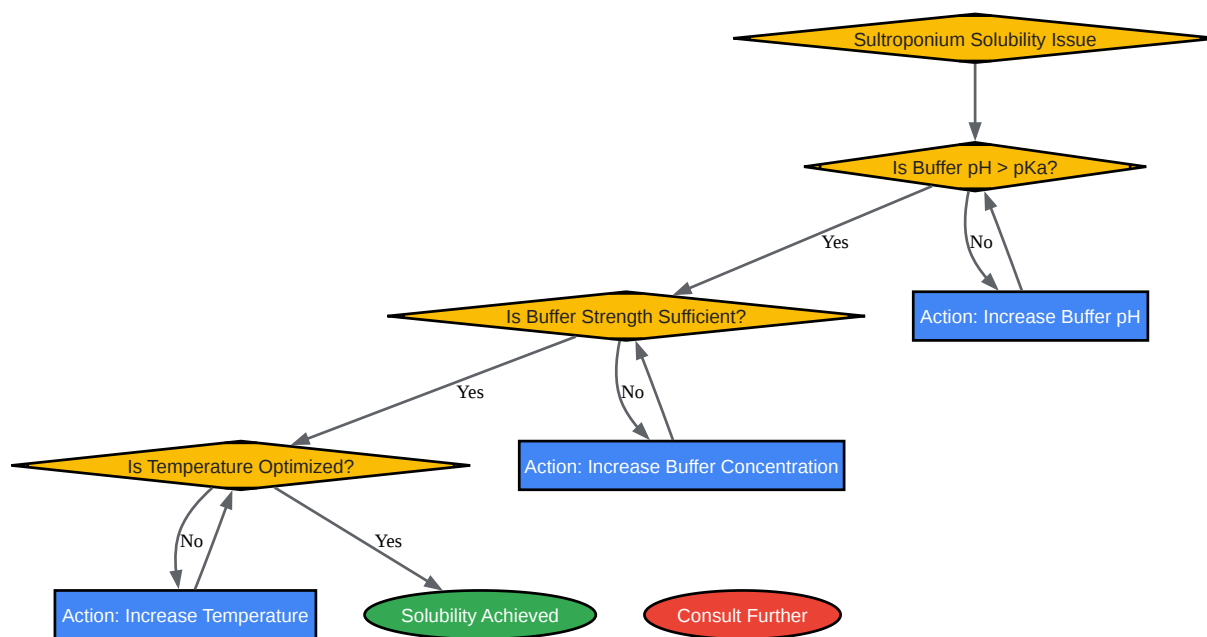 Sultroponium Solubility Issue
Is Buffer pH > pKa?
Yes
No
Is Buffer Strength Sufficient?
Action: Increase Buffer pH
Yes
No
Is Temperature Optimized?
Action: Increase Buffer Concentration
No
Yes
Action: Increase Temperature
Solubility Achieved
Consult Further